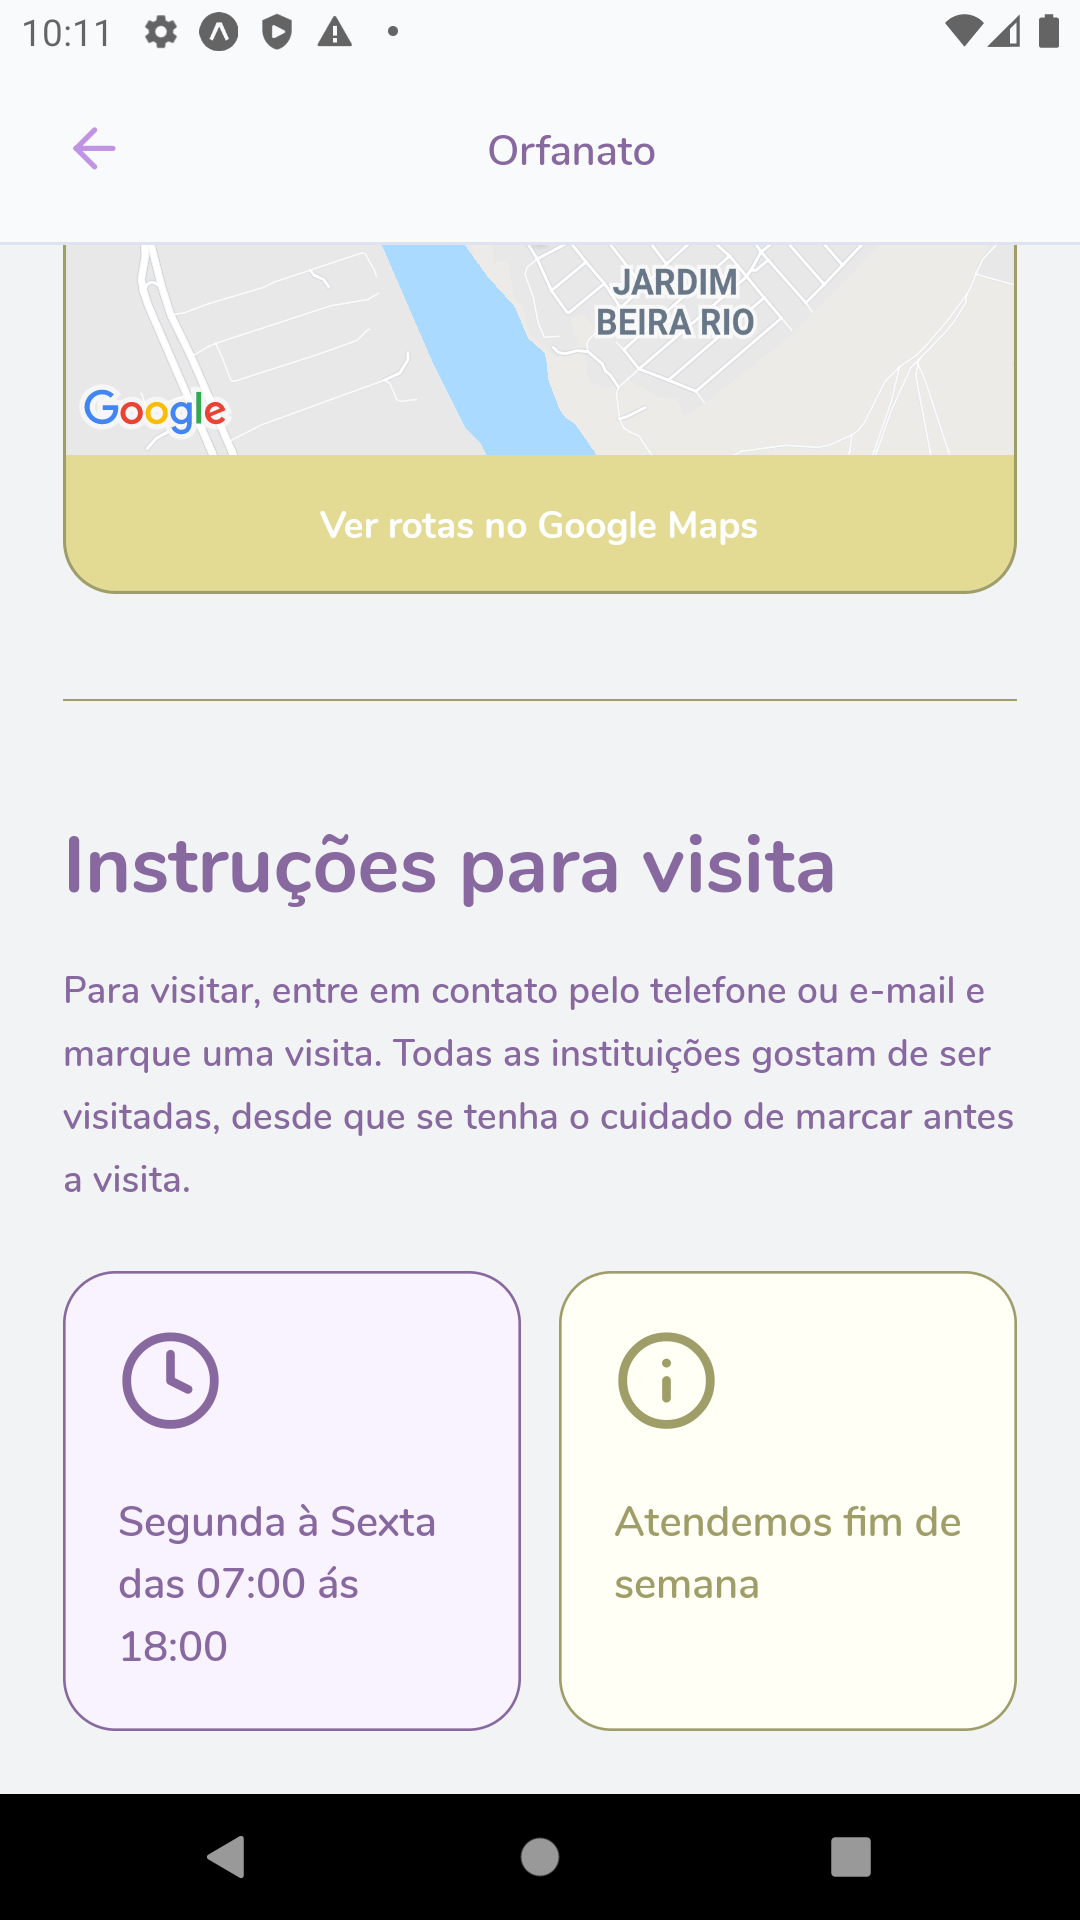 10:11
Orfanato
JARDIM
BEIRA RIO
Google
Ver rotas no Google Maps
Instruções para visita
Para visitar, entre em contato pelo telefone ou e-mail e
marque uma visita. Todas as instituições gostam de ser
visitadas, desde que se tenha o cuidado de marcar antes
a visita.
Segunda à Sexta
das 07:00 ás
18:00
Atendemos fim de
semana